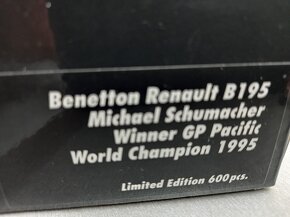 Benetton Renault B195
Michael Schumacher
Winner GP Pacific
World Champion 1995
Limited Edition 600pcs.